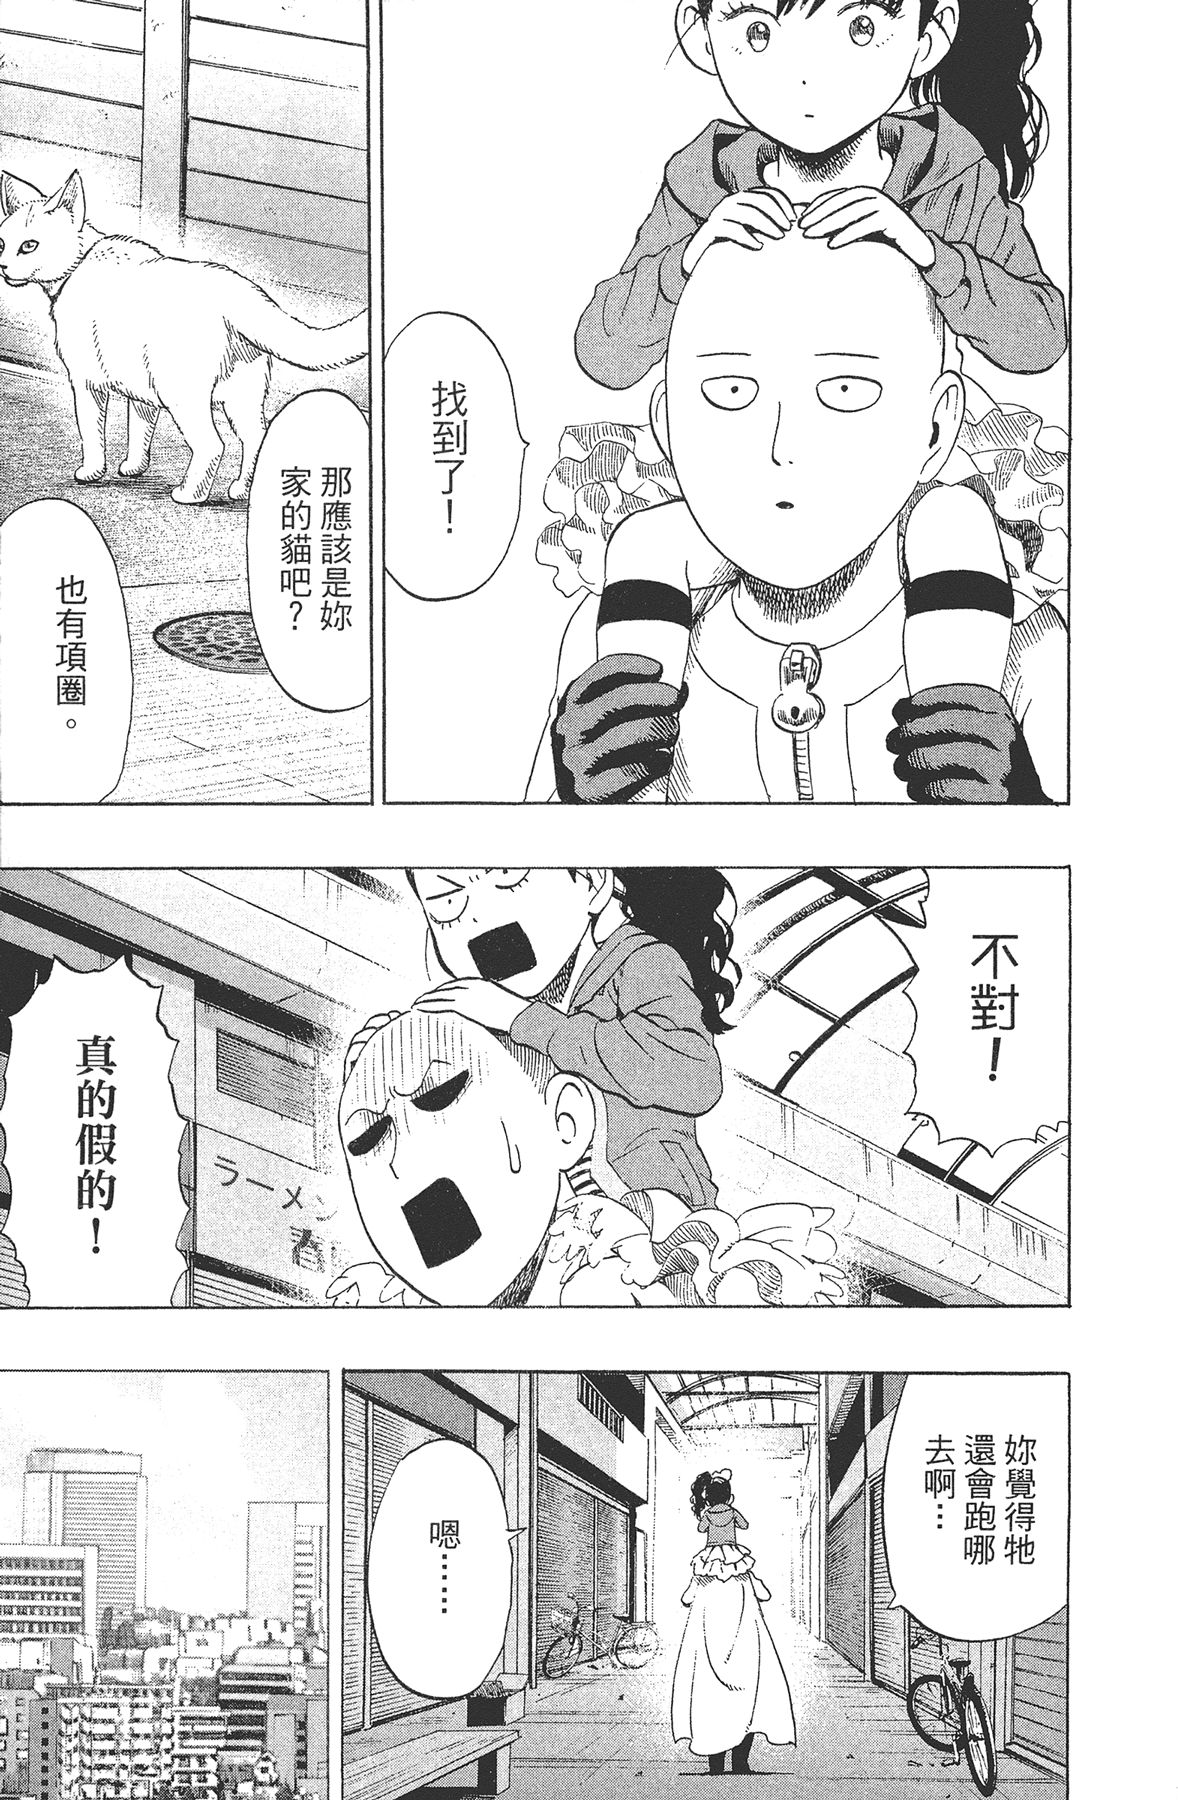 找到了！
那應該是妳
家的貓吧？
也有項圈。
不對！
真的假的！
ラーメン
妳覺得牠
還會跑哪
去啊…
嗯……